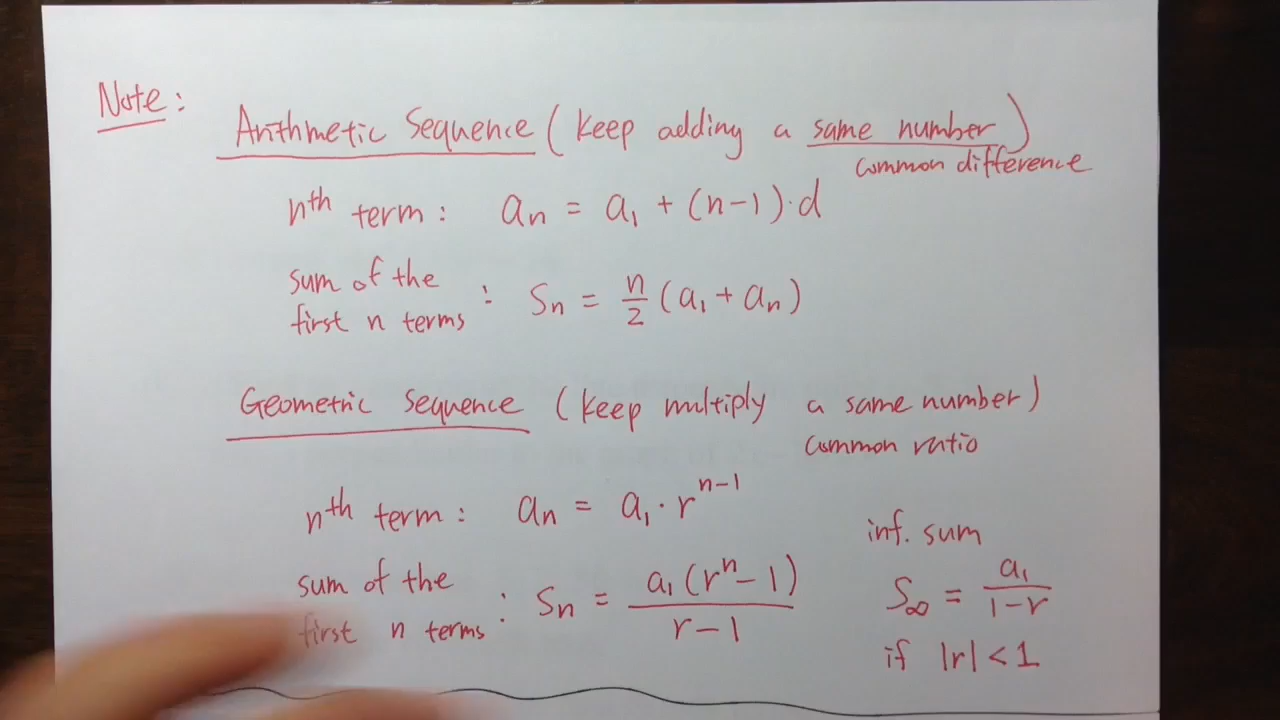 Note:
Arithmetic Sequence (keep adding a same number)
common difference
nth term: an = a1 + (n-1)·d
sum of the
first n terms : Sn = n/2 (a1 + an)
Geometric Sequence (keep multiply a same number)
common ratio
nth term: an = a1 · r^(n-1)
inf. sum
sum of the
first n terms : Sn = a1(r^n - 1)/(r-1)
S∞ = a1/(1-r)
if |r| < 1